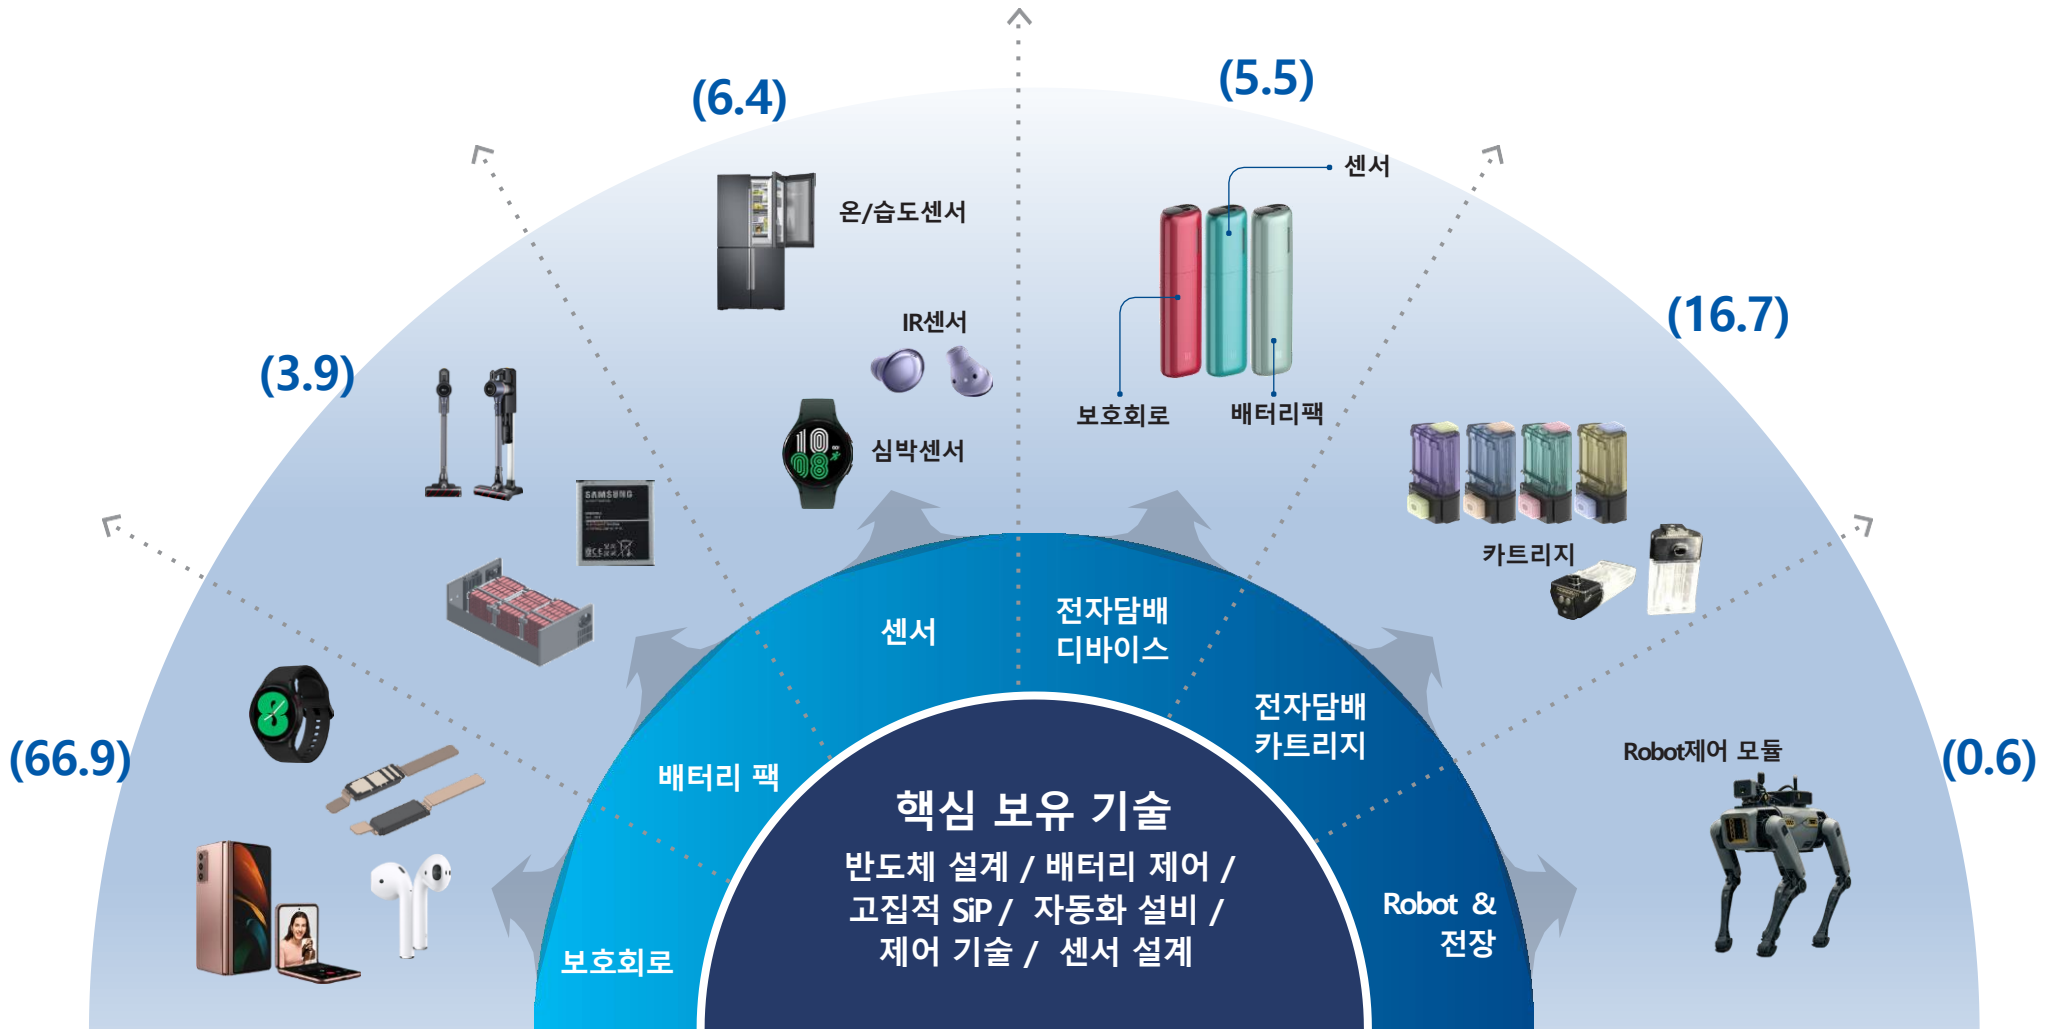 (5.5)
(6.4)
센서
온/습도센서
(16.7)
IR센서
(3.9)
보호회로
배터리팩
심박센서
SAMSUNG
카트리지
전자담배
디바이스
센서
전자담배
카트리지
(66.9)
배터리 팩
Robot제어 모듈
(0.6)
핵심 보유 기술
반도체 설계 / 배터리 제어 /
고집적 SiP / 자동화 설비 /
제어 기술 / 센서 설계
Robot &
전장
보호회로
10
08